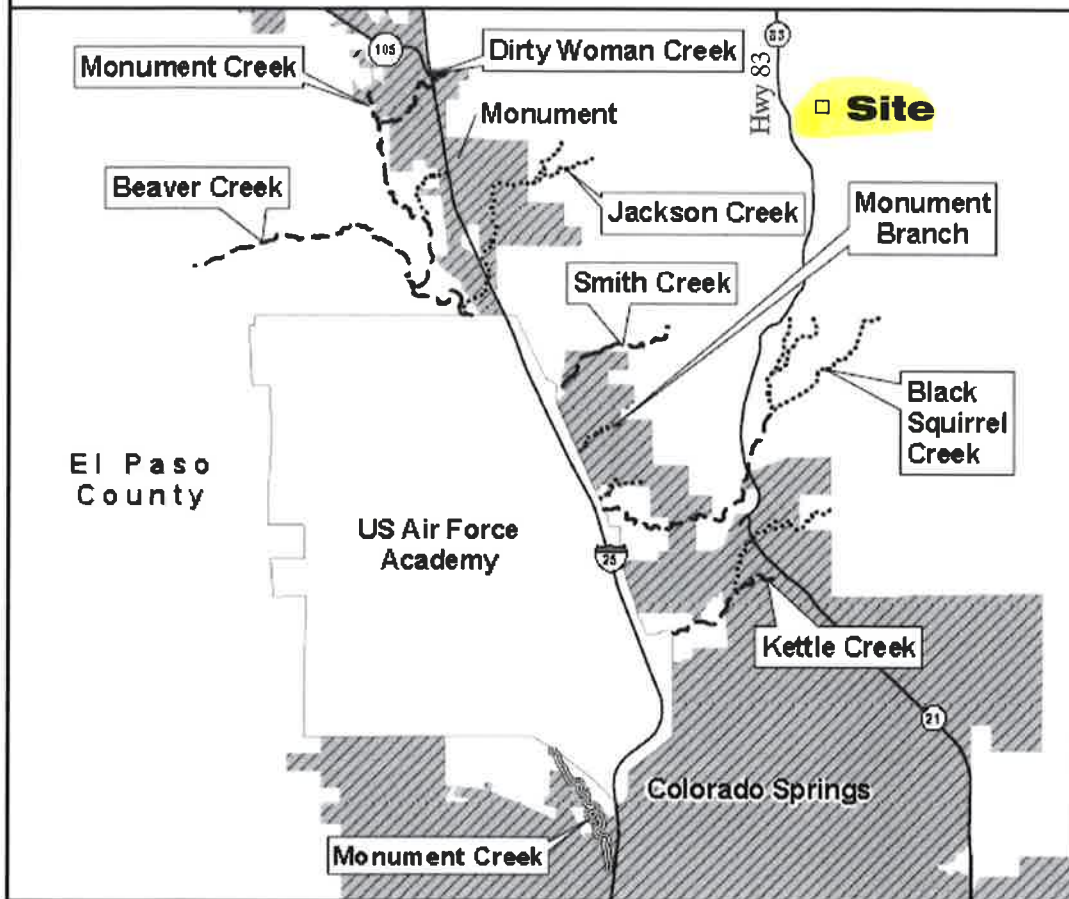 105
83
Dirty Woman Creek
Monument Creek
Hwy 83
Site
Monument
Beaver Creek
Jackson Creek
Monument
Branch
Smith Creek
Black
Squirrel
Creek
El Paso
County
US Air Force
Academy
25
Kettle Creek
21
Colorado Springs
Monument Creek